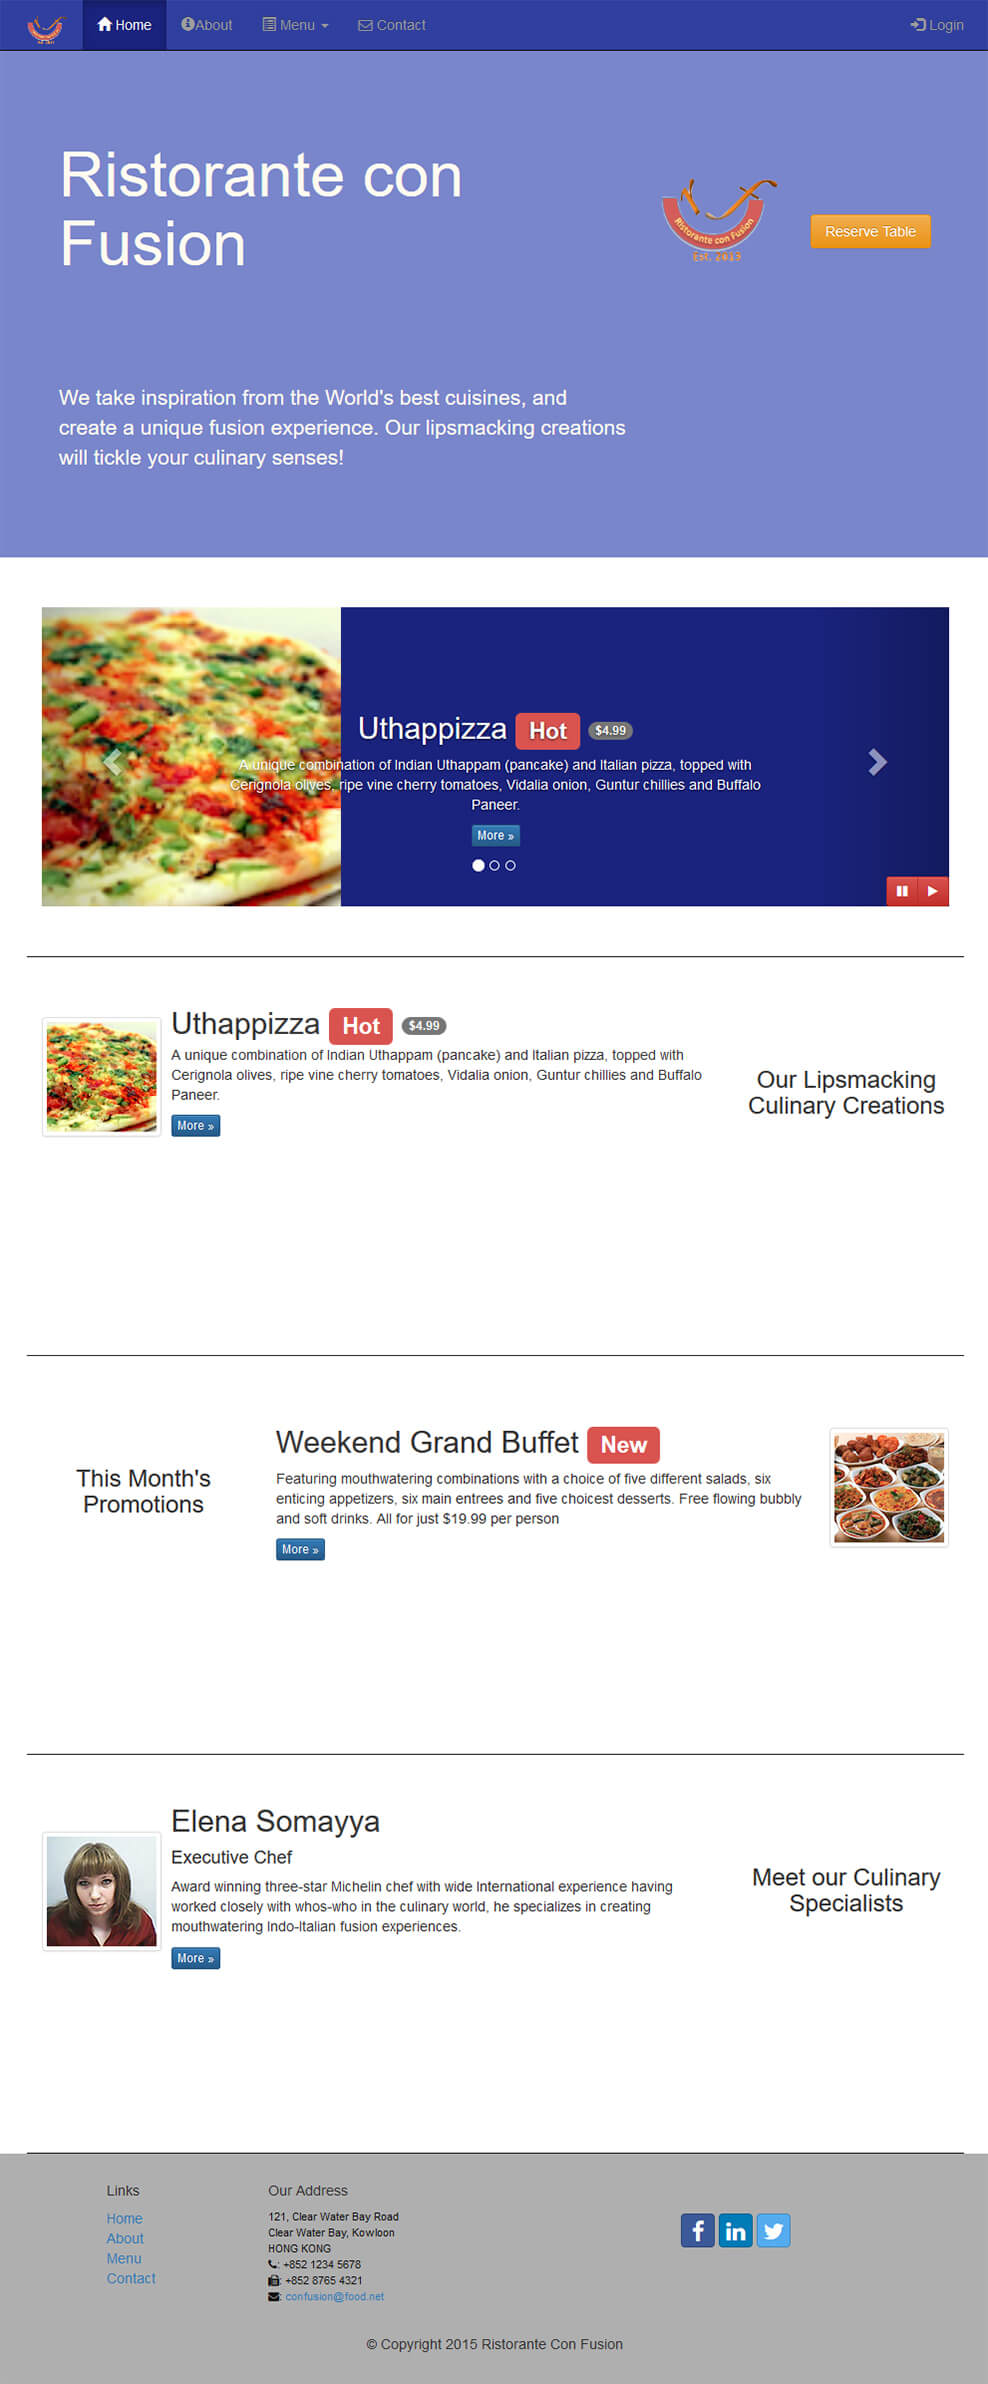 Home
About
Menu
Contact
Login
Ristorante con
Fusion
Ristorante con Fusion
Est. 2015
Reserve Table
We take inspiration from the World's best cuisines, and
create a unique fusion experience. Our lipsmacking creations
will tickle your culinary senses!
Uthappizza Hot $4.99
A unique combination of Indian Uthappam (pancake) and Italian pizza, topped with
Cerignola olives, ripe vine cherry tomatoes, Vidalia onion, Guntur chillies and Buffalo
Paneer.
More »
Uthappizza Hot $4.99
A unique combination of Indian Uthappam (pancake) and Italian pizza, topped with
Cerignola olives, ripe vine cherry tomatoes, Vidalia onion, Guntur chillies and Buffalo
Paneer.
More »
Our Lipsmacking
Culinary Creations
This Month's
Promotions
Weekend Grand Buffet New
Featuring mouthwatering combinations with a choice of five different salads, six
enticing appetizers, six main entrees and five choicest desserts. Free flowing bubbly
and soft drinks. All for just $19.99 per person
More »
Elena Somayya
Executive Chef
Award winning three-star Michelin chef with wide International experience having
worked closely with whos-who in the culinary world, he specializes in creating
mouthwatering Indo-Italian fusion experiences.
More »
Meet our Culinary
Specialists
Links
Home
About
Menu
Contact
Our Address
121, Clear Water Bay Road
Clear Water Bay, Kowloon
HONG KONG
: +852 1234 5678
: +852 8765 4321
: confusion@food.net
© Copyright 2015 Ristorante Con Fusion